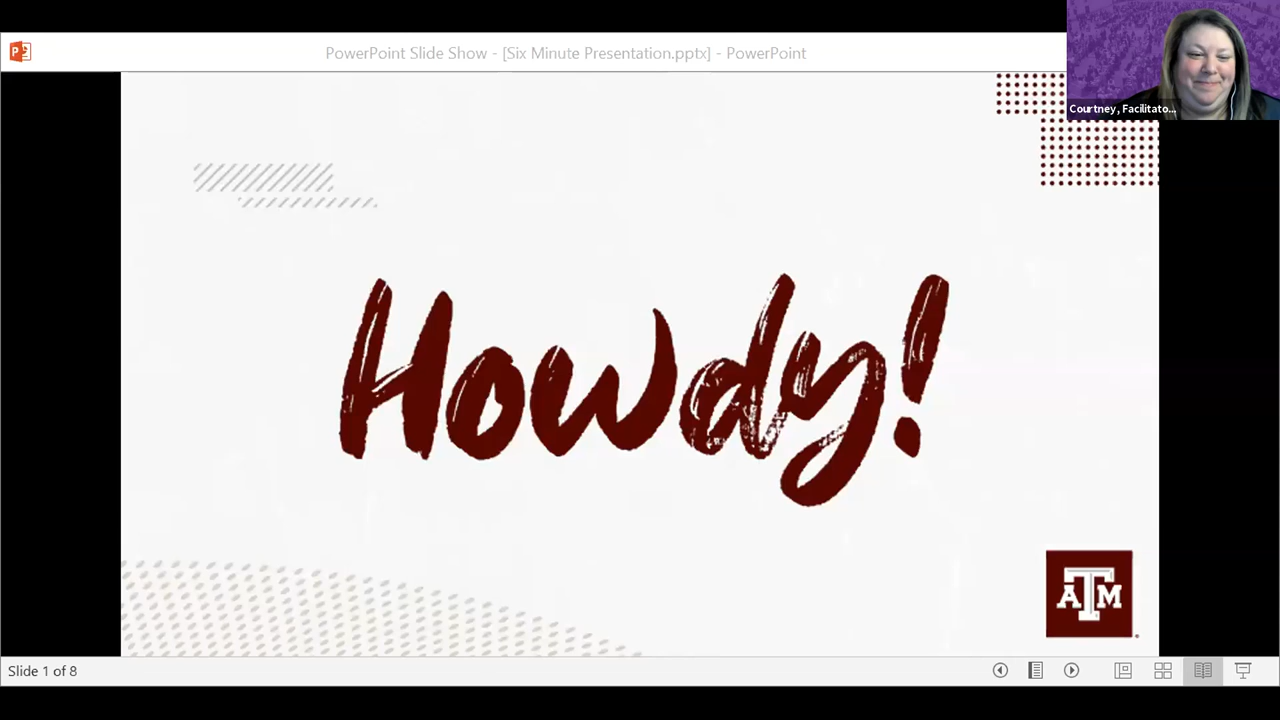 PowerPoint Slide Show - [Six Minute Presentation.pptx] - PowerPoint
Courtney, Facilitato...
Howdy!
ATM
Slide 1 of 8